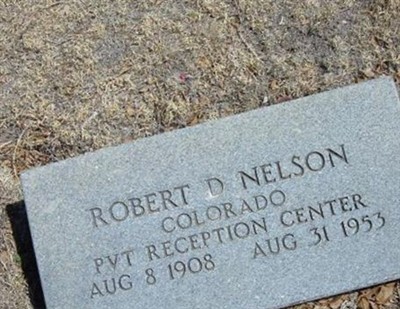 ROBERT D NELSON
COLORADO
PVT RECEPTION CENTER
AUG 8 1908 AUG 31 1953